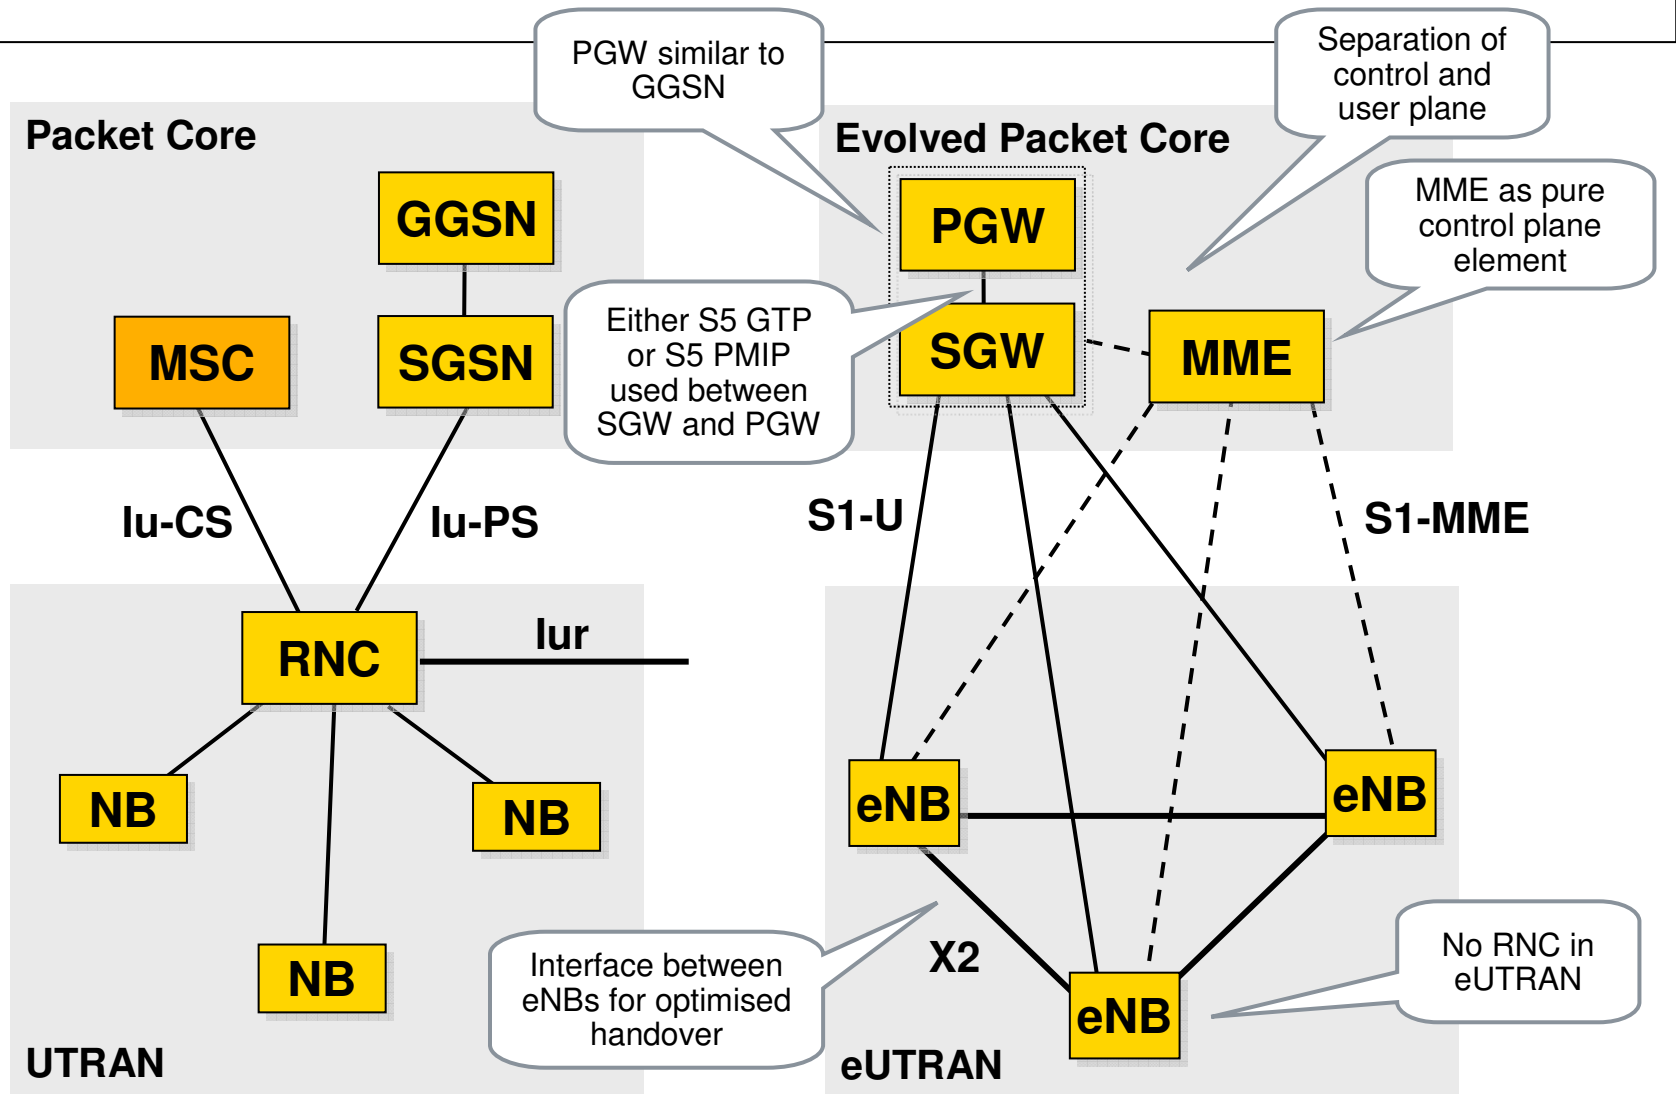 PGW similar to
GGSN
Separation of
control and
user plane
Packet Core
Evolved Packet Core
MME as pure
control plane
element
GGSN
PGW
Either S5 GTP
or S5 PMIP
used between
SGW and PGW
MSC
SGSN
SGW
MME
Iu-CS
Iu-PS
S1-U
S1-MME
RNC
Iur
NB
NB
NB
eNB
eNB
eNB
X2
Interface between
eNBs for optimised
handover
No RNC in
eUTRAN
UTRAN
eUTRAN